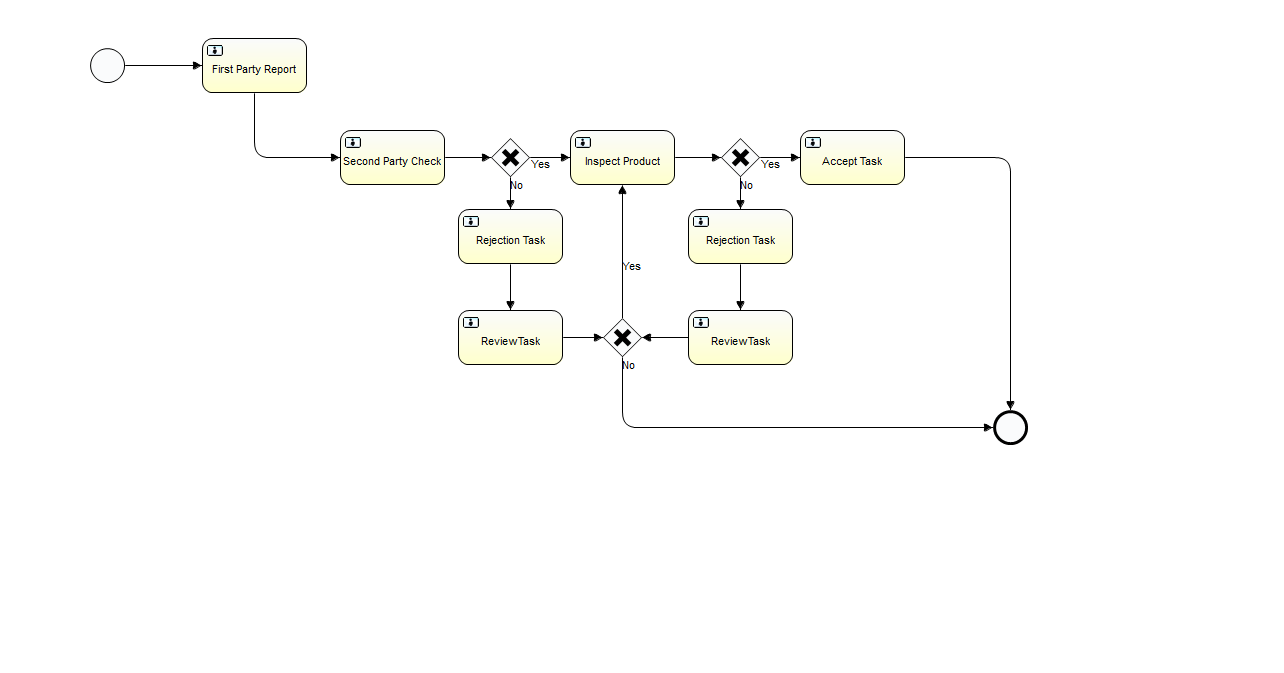 First Party Report
Second Party Check
Yes
Inspect Product
Yes
Accept Task
No
No
Rejection Task
Rejection Task
Yes
ReviewTask
ReviewTask
No